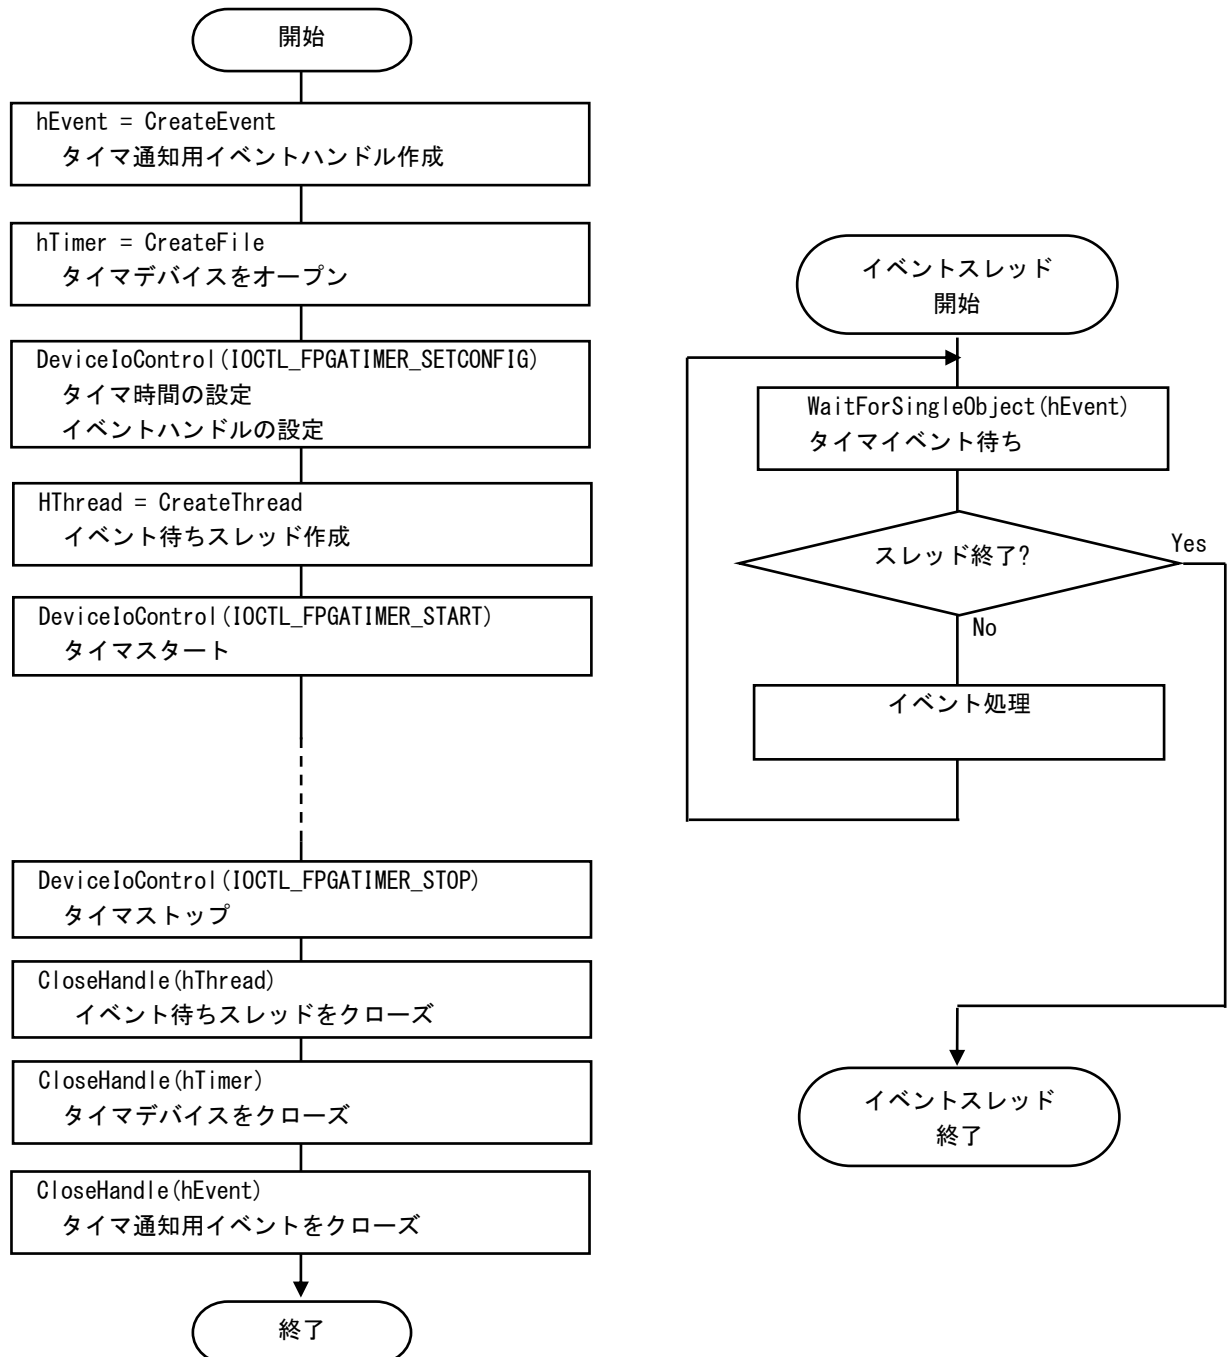 開始
hEvent = CreateEvent
タイマ通知用イベントハンドル作成
hTimer = CreateFile
タイマデバイスをオープン
DeviceIoControl(IOCTL_FPGATIMER_SETCONFIG)
タイマ時間の設定
イベントハンドルの設定
HThread = CreateThread
イベント待ちスレッド作成
DeviceIoControl(IOCTL_FPGATIMER_START)
タイマスタート
DeviceIoControl(IOCTL_FPGATIMER_STOP)
タイマストップ
CloseHandle(hThread)
イベント待ちスレッドをクローズ
CloseHandle(hTimer)
タイマデバイスをクローズ
CloseHandle(hEvent)
タイマ通知用イベントをクローズ
終了
イベントスレッド
開始
WaitForSingleObject(hEvent)
タイマイベント待ち
スレッド終了?
Yes
No
イベント処理
イベントスレッド
終了